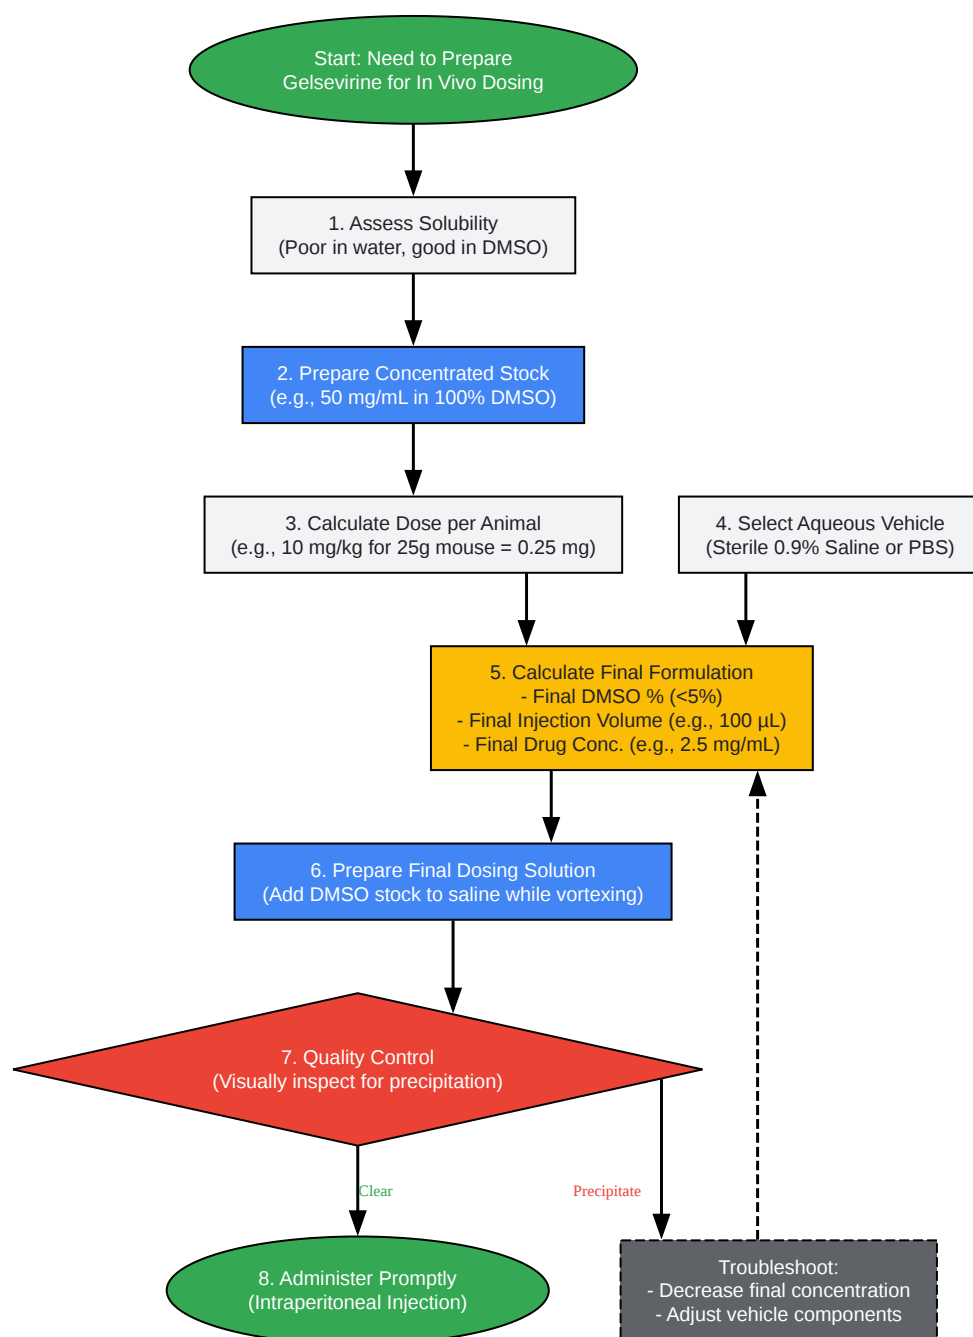 Start: Need to Prepare
Gelsevirine for In Vivo Dosing
1. Assess Solubility
(Poor in water, good in DMSO)
2. Prepare Concentrated Stock
(e.g., 50 mg/mL in 100% DMSO)
3. Calculate Dose per Animal
(e.g., 10 mg/kg for 25g mouse = 0.25 mg)
4. Select Aqueous Vehicle
(Sterile 0.9% Saline or PBS)
5. Calculate Final Formulation
- Final DMSO % (<5%)
- Final Injection Volume (e.g., 100 µL)
- Final Drug Conc. (e.g., 2.5 mg/mL)
6. Prepare Final Dosing Solution
(Add DMSO stock to saline while vortexing)
7. Quality Control
(Visually inspect for precipitation)
Clear
Precipitate
8. Administer Promptly
(Intraperitoneal Injection)
Troubleshoot:
- Decrease final concentration
- Adjust vehicle components